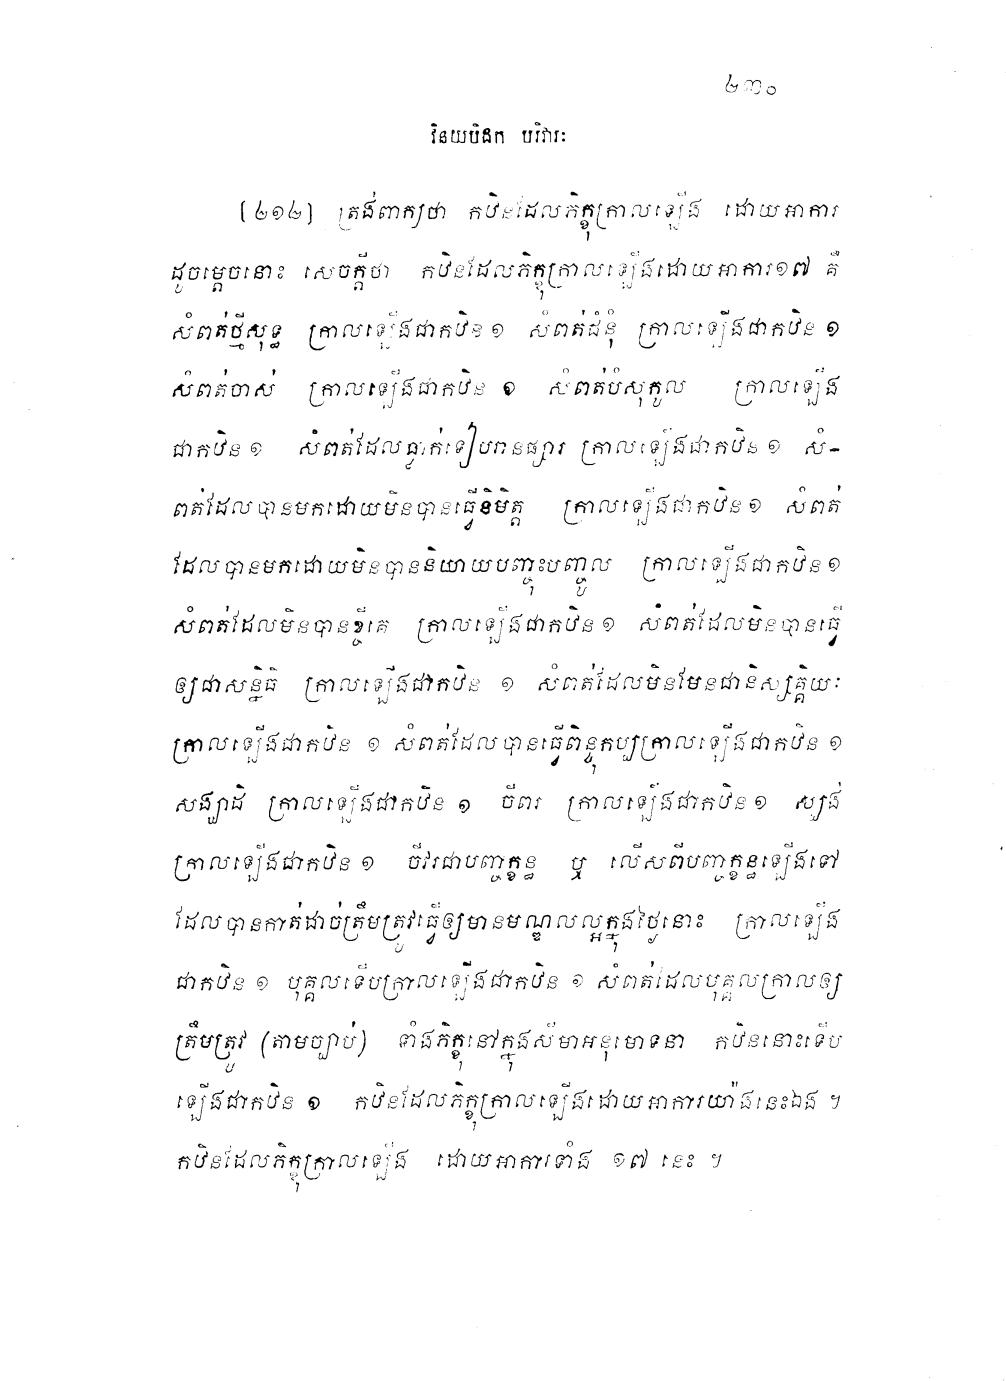 ២៣០
វិនយបិដក បរិវារៈ
[២១២] ត្រង់ពាក្យថា កឋិនដែលភិក្ខុក្រាលឡើង ដោយអាការ
ដូចម្តេចនោះ សេចក្តីថា កឋិនដែលភិក្ខុក្រាលឡើងដោយអាការ១៧ គឺ
សំពត់ថ្មីសុទ្ធ ក្រាលឡើងជាកឋិន ១ សំពត់ជំនុំ ក្រាលឡើងជាកឋិន ១
សំពត់ចាស់ ក្រាលឡើងជាកឋិន ១ សំពត់បំសុកូល ក្រាលឡើង
ជាកឋិន ១ សំពត់ដែលធ្លាក់ទៀបរានផ្សារ ក្រាលឡើងជាកឋិន ១ សំ-
ពត់ដែលបានមកដោយមិនបានធ្វើនិមិត្ត ក្រាលឡើងជាកឋិន ១ សំពត់
ដែលបានមកដោយមិនបាននិយាយបញ្ចុះបញ្ចូល ក្រាលឡើងជាកឋិន ១
សំពត់ដែលមិនបានខ្ចីគេ ក្រាលឡើងជាកឋិន ១ សំពត់ដែលមិនបានធ្វើ
ឲ្យជាសន្និធិ ក្រាលឡើងជាកឋិន ១ សំពត់ដែលមិនមែនជានិស្សគ្គិយៈ
ក្រាលឡើងជាកឋិន ១ សំពត់ដែលបានធ្វើពិន្ទុកប្បក្រាលឡើងជាកឋិន ១
សង្ឃាដិ ក្រាលឡើងជាកឋិន ១ ចីពរ ក្រាលឡើងជាកឋិន ១ ស្បង់
ក្រាលឡើងជាកឋិន ១ ចីវរជាបញ្ចក្ខន្ធ ឬ លើសពីបញ្ចក្ខន្ធឡើងទៅ
ដែលបានកាត់ដាច់ត្រឹមត្រូវធ្វើឲ្យមានមណ្ឌលល្អក្នុងថ្ងៃនោះ ក្រាលឡើង
ជាកឋិន ១ បុគ្គលទើបក្រាលឡើងជាកឋិន ១ សំពត់ដែលបុគ្គលក្រាលឲ្យ
ត្រឹមត្រូវ (តាមច្បាប់) ទាំងភិក្ខុនៅក្នុងសីមាអនុមោទនា កឋិននោះទើប
ឡើងជាកឋិន ១ កឋិនដែលភិក្ខុក្រាលឡើងដោយអាការយ៉ាងនេះឯង ។
កឋិនដែលភិក្ខុក្រាលឡើង ដោយអាការទាំង ១៧ នេះ ។